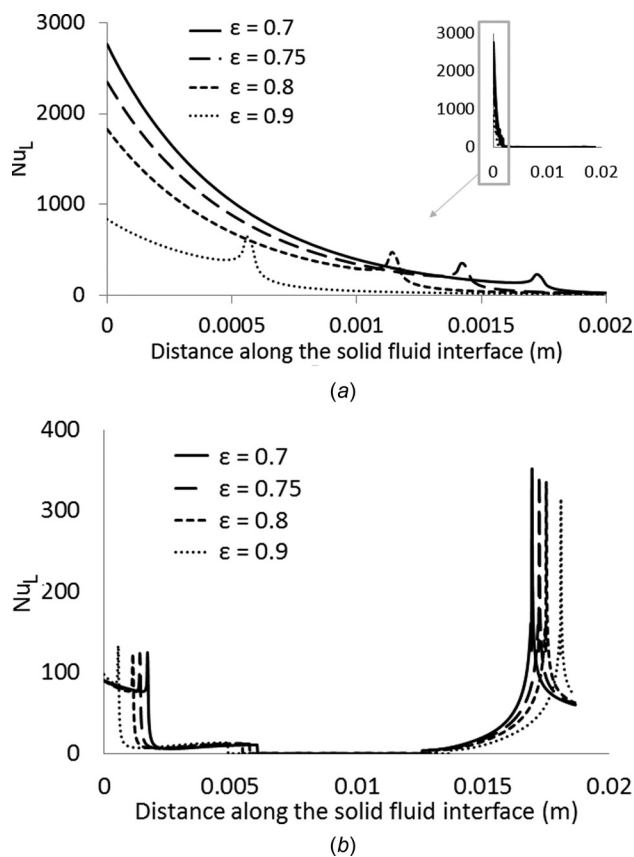 3000
2000
1000
0
Nu_L
ε = 0.7
ε = 0.75
ε = 0.8
ε = 0.9
3000
2000
1000
0
0 0.01 0.02
0 0.0005 0.001 0.0015 0.002
Distance along the solid fluid interface (m)
(a)
400
300
200
100
0
Nu_L
ε = 0.7
ε = 0.75
ε = 0.8
ε = 0.9
0 0.005 0.01 0.015 0.02
Distance along the solid fluid interface (m)
(b)